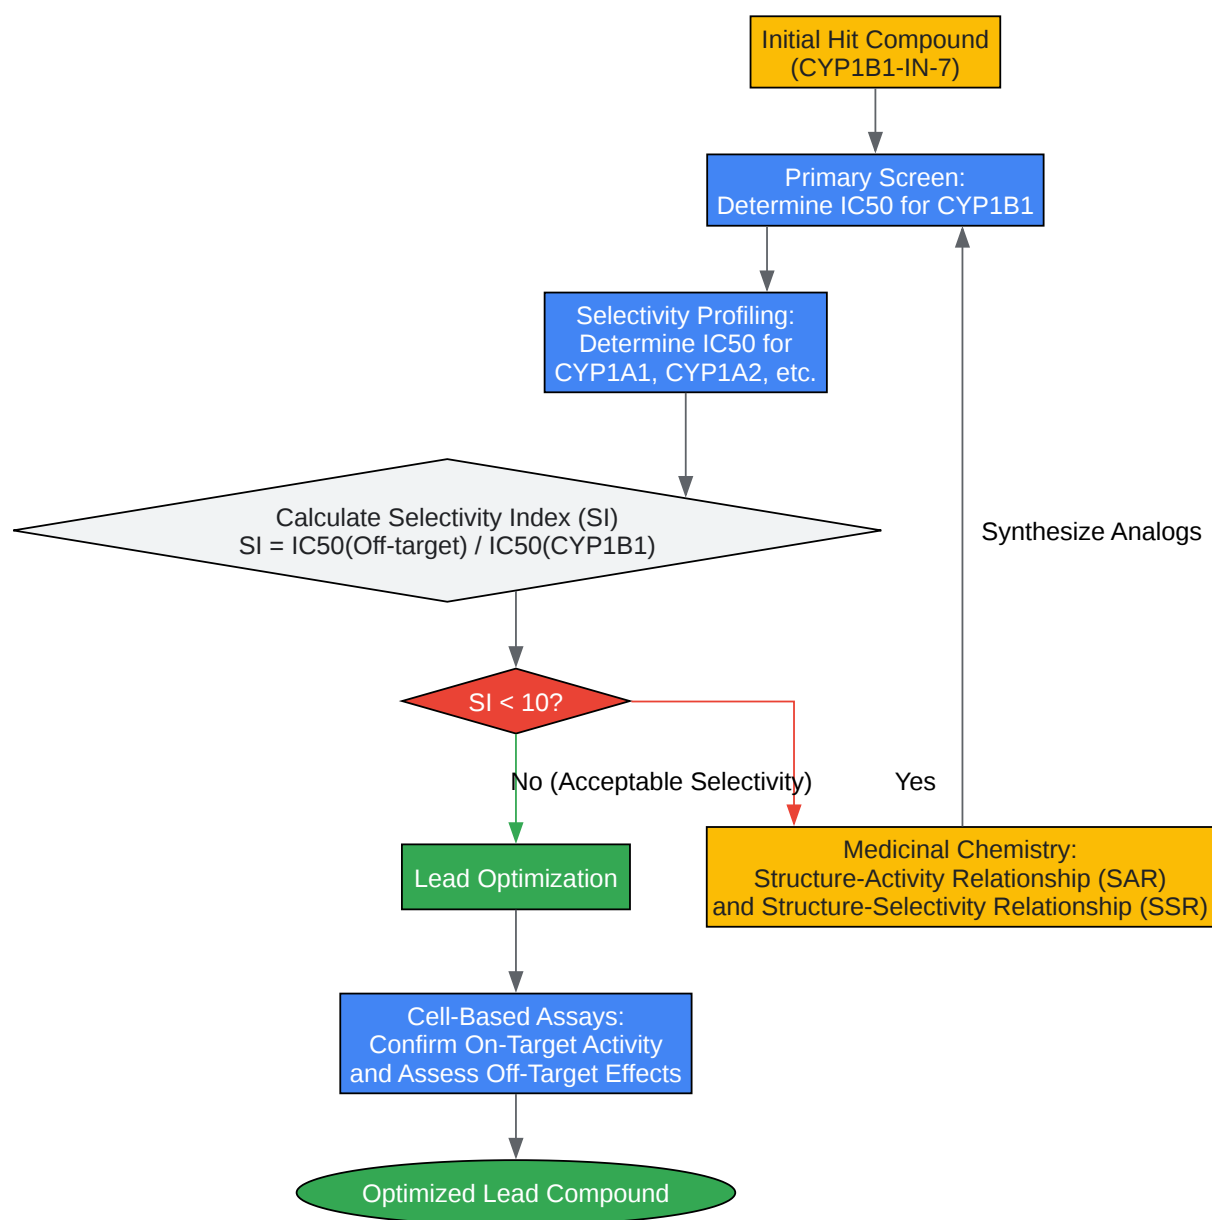 Initial Hit Compound
(CYP1B1-IN-7)
Primary Screen:
Determine IC50 for CYP1B1
Selectivity Profiling:
Determine IC50 for
CYP1A1, CYP1A2, etc.
Calculate Selectivity Index (SI)
SI = IC50(Off-target) / IC50(CYP1B1)
Synthesize Analogs
SI < 10?
No (Acceptable Selectivity)
Yes
Medicinal Chemistry:
Structure-Activity Relationship (SAR)
and Structure-Selectivity Relationship (SSR)
Lead Optimization
Cell-Based Assays:
Confirm On-Target Activity
and Assess Off-Target Effects
Optimized Lead Compound